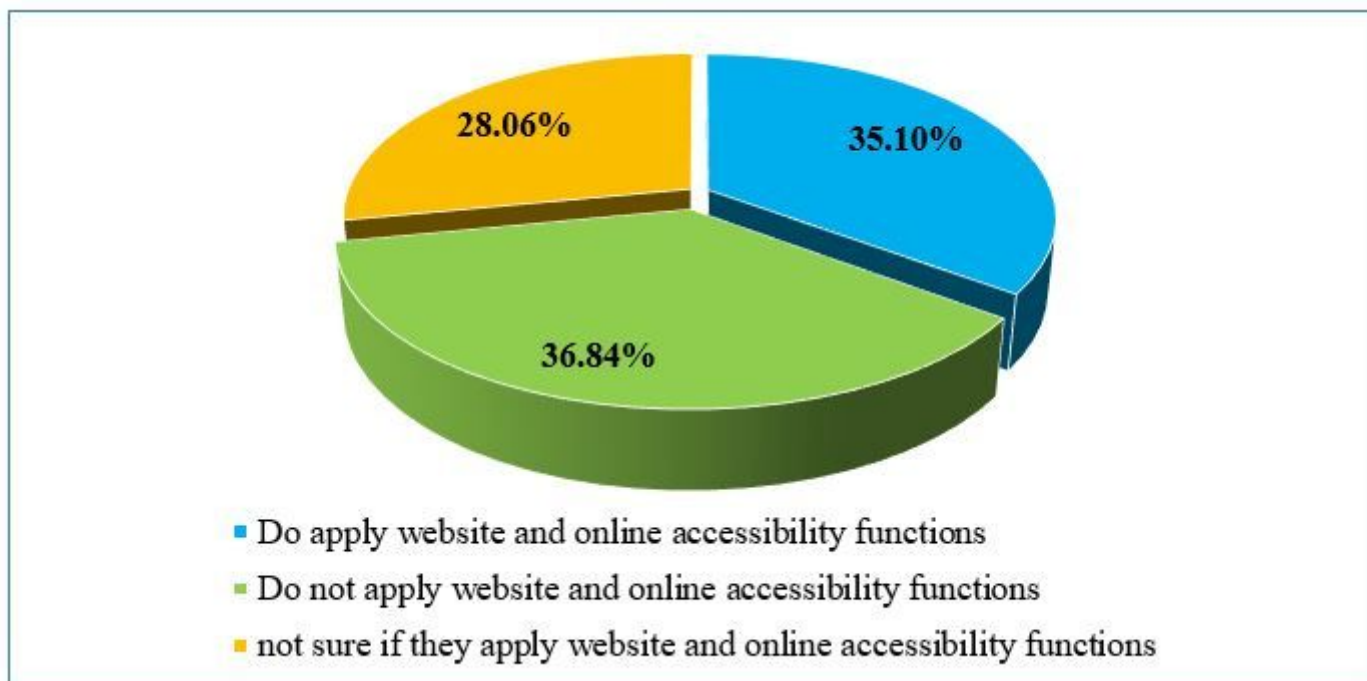 28.06%
35.10%
36.84%
Do apply website and online accessibility functions
Do not apply website and online accessibility functions
not sure if they apply website and online accessibility functions